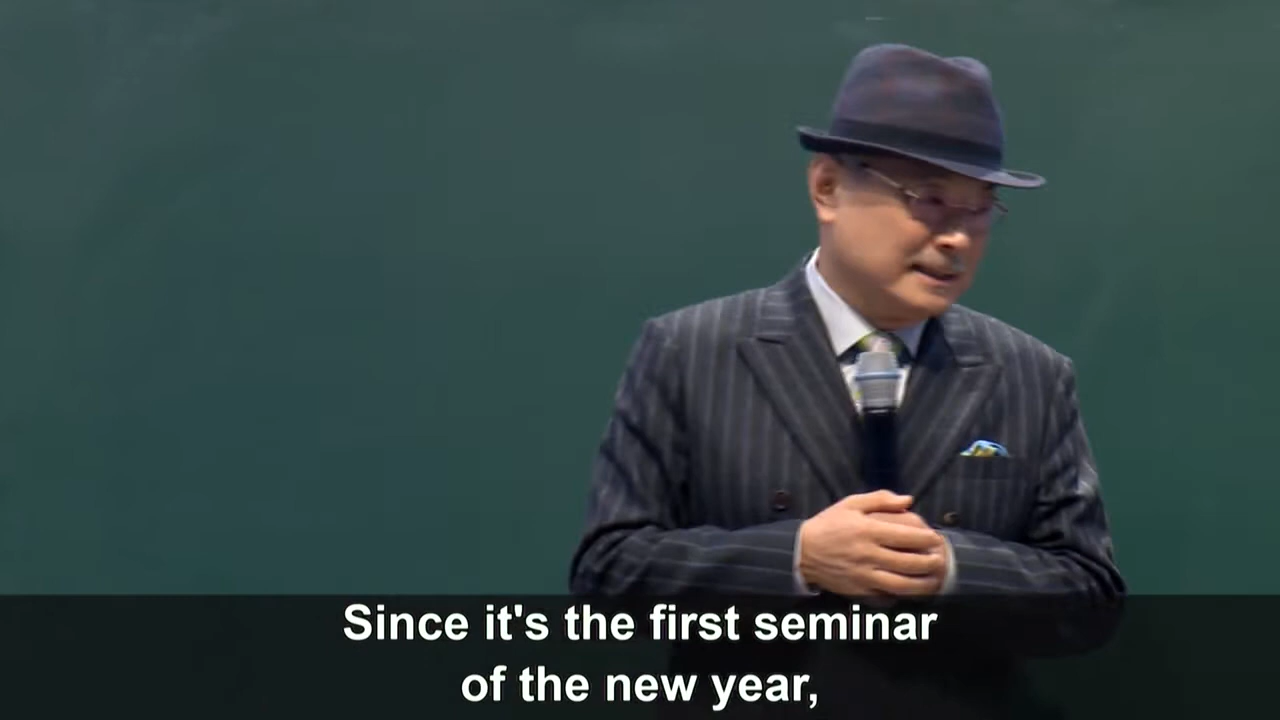 Since it's the first seminar
of the new year,